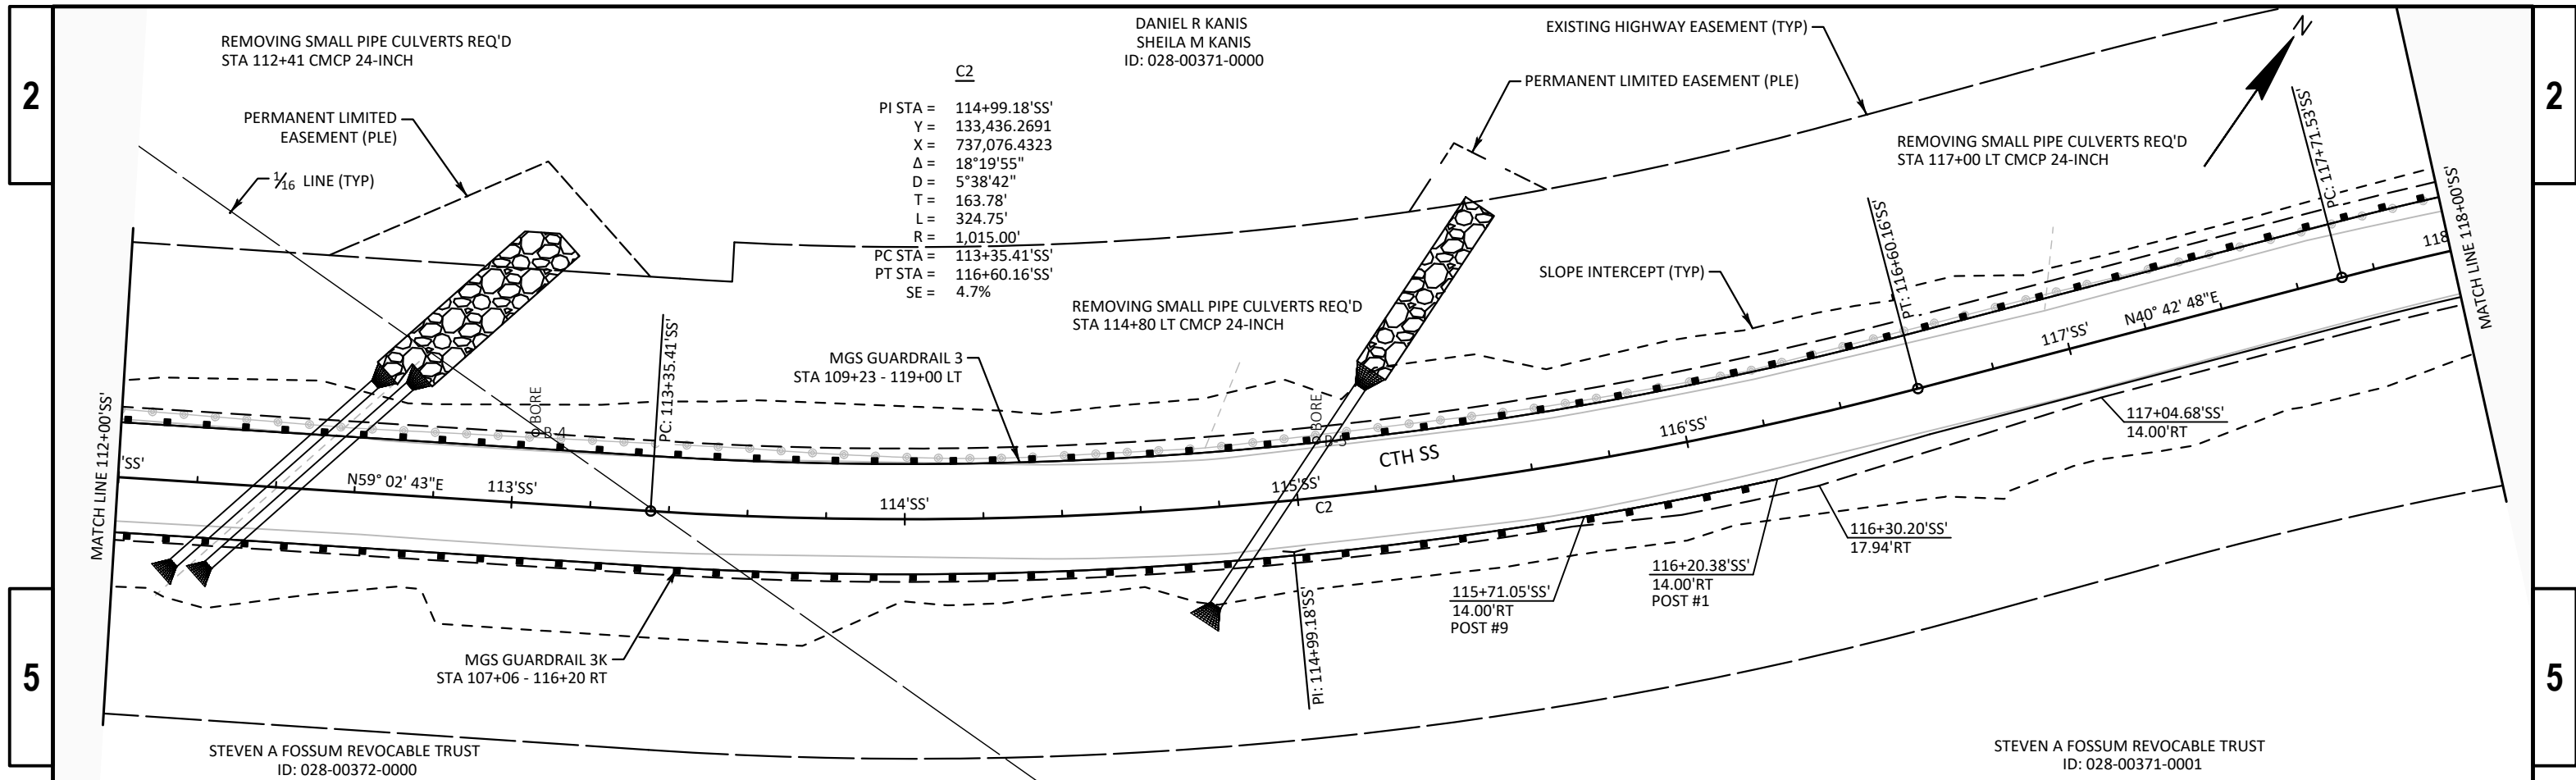 2
2
5
5
REMOVING SMALL PIPE CULVERTS REQ'D
STA 112+41 CMCP 24-INCH
PERMANENT LIMITED
EASEMENT (PLE)
1/16 LINE (TYP)
C2
PI STA = 114+99.18'SS'
Y = 133,436.2691
X = 737,076.4323
Δ = 18°19'55"
D = 5°38'42"
T = 163.78'
L = 324.75'
R = 1,015.00'
PC STA = 113+35.41'SS'
PT STA = 116+60.16'SS'
SE = 4.7%
DANIEL R KANIS
SHEILA M KANIS
ID: 028-00371-0000
EXISTING HIGHWAY EASEMENT (TYP)
PERMANENT LIMITED EASEMENT (PLE)
N
REMOVING SMALL PIPE CULVERTS REQ'D
STA 117+00 LT CMCP 24-INCH
REMOVING SMALL PIPE CULVERTS REQ'D
STA 114+80 LT CMCP 24-INCH
SLOPE INTERCEPT (TYP)
MGS GUARDRAIL 3
STA 109+23 - 119+00 LT
PC: 113+35.41'SS'
PT: 116+60.16'SS'
PC: 117+71.53'SS'
MATCH LINE 118+00'SS'
MATCH LINE 112+00'SS'
BORE
B-4
BORE
B-5
'SS'
N59° 02' 43"E
113'SS'
114'SS'
115'SS'
C2
CTH SS
116'SS'
117'SS'
N40° 42' 48"E
118
117+04.68'SS'
14.00'RT
116+30.20'SS'
17.94'RT
116+20.38'SS'
14.00'RT
POST #1
115+71.05'SS'
14.00'RT
POST #9
PI: 114+99.18'SS'
MGS GUARDRAIL 3K
STA 107+06 - 116+20 RT
STEVEN A FOSSUM REVOCABLE TRUST
ID: 028-00372-0000
STEVEN A FOSSUM REVOCABLE TRUST
ID: 028-00371-0001